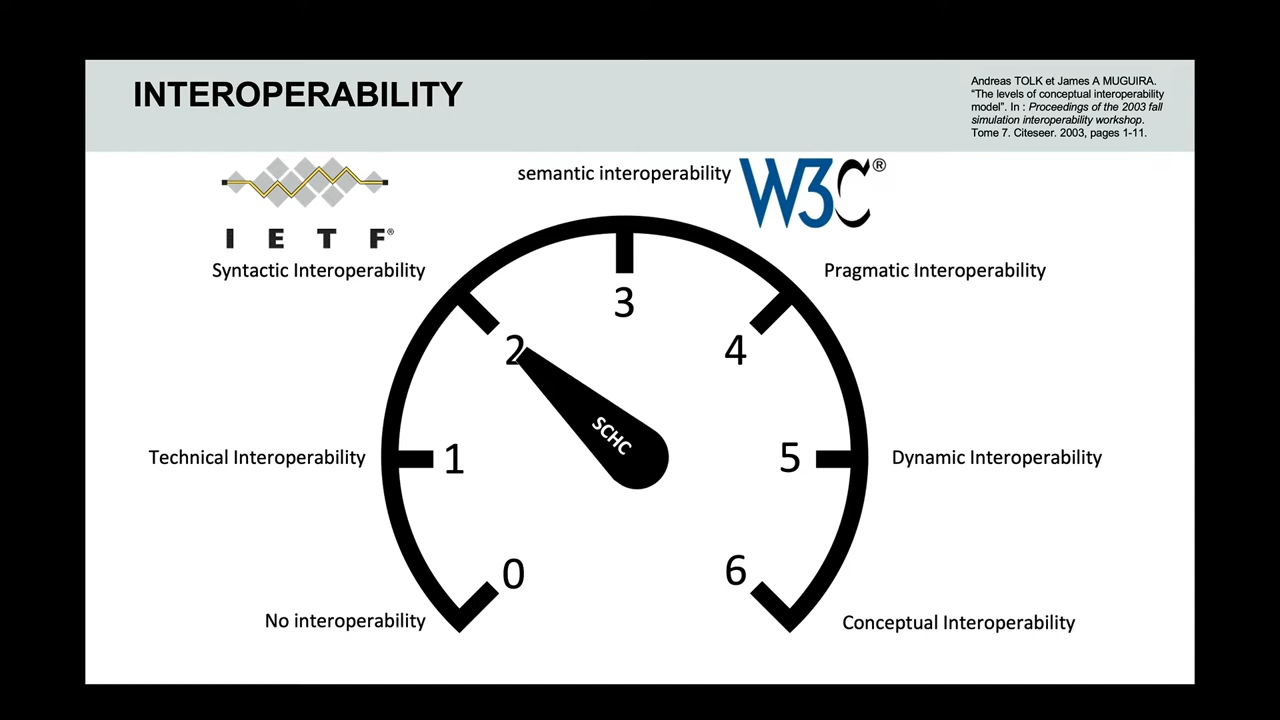 INTEROPERABILITY
Andreas TOLK et James A MUGUIRA.
“The levels of conceptual interoperability
model”. In : Proceedings of the 2003 fall
simulation interoperability workshop.
Tome 7. Citeseer. 2003, pages 1-11.
semantic interoperability
W3C®
I E T F®
Syntactic Interoperability
Pragmatic Interoperability
3
2
4
SCHC
Technical Interoperability
1
5
Dynamic Interoperability
0
6
No interoperability
Conceptual Interoperability